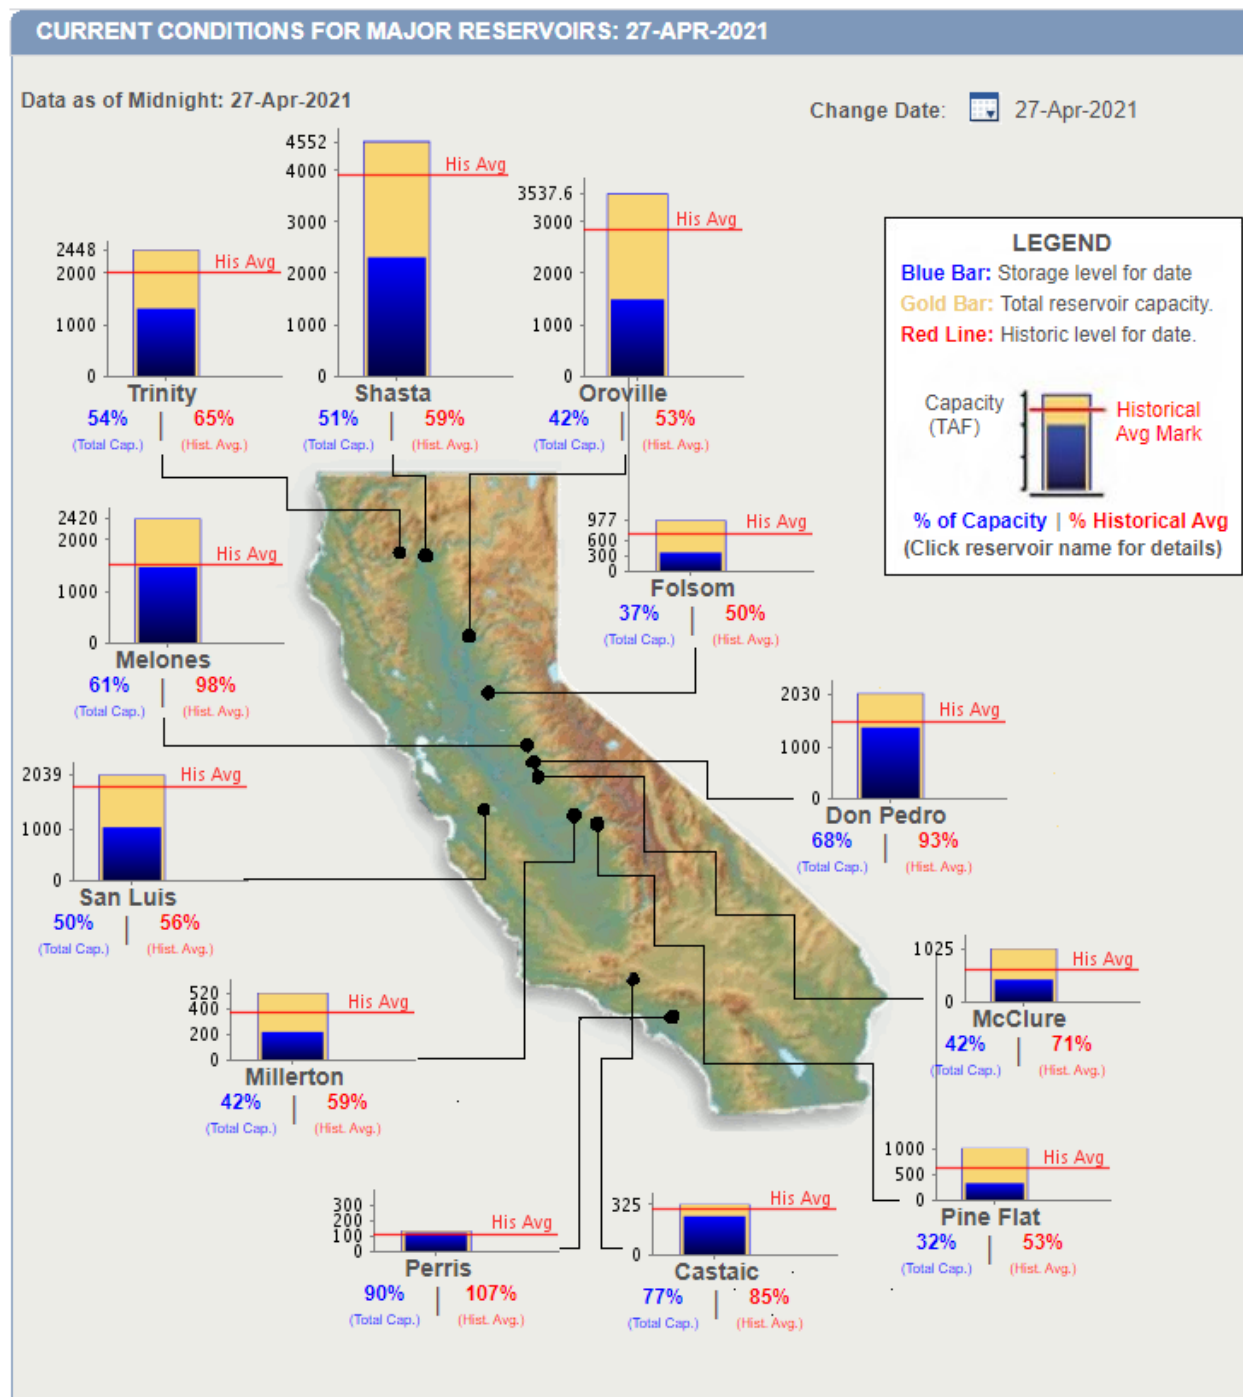 CURRENT CONDITIONS FOR MAJOR RESERVOIRS: 27-APR-2021
Data as of Midnight: 27-Apr-2021
Change Date: 27-Apr-2021
2448
2000
1000
0
His Avg
Trinity
54% | 65%
(Total Cap.) (Hist. Avg.)
4552
4000
3000
2000
1000
0
His Avg
Shasta
51% | 59%
(Total Cap.) (Hist. Avg.)
3537.6
3000
2000
1000
0
His Avg
Oroville
42% | 53%
(Total Cap.) (Hist. Avg.)
LEGEND
Blue Bar: Storage level for date
Gold Bar: Total reservoir capacity.
Red Line: Historic level for date.
Capacity
(TAF)
Historical
Avg Mark
% of Capacity | % Historical Avg
(Click reservoir name for details)
2420
2000
1000
0
His Avg
Melones
61% | 98%
(Total Cap.) (Hist. Avg.)
977
600
300
0
His Avg
Folsom
37% | 50%
(Total Cap.) (Hist. Avg.)
2030
1000
0
His Avg
Don Pedro
68% | 93%
(Total Cap.) (Hist. Avg.)
2039
1000
0
His Avg
San Luis
50% | 56%
(Total Cap.) (Hist. Avg.)
1025
0
His Avg
McClure
42% | 71%
(Total Cap.) (Hist. Avg.)
520
400
200
0
His Avg
Millerton
42% | 59%
(Total Cap.) (Hist. Avg.)
1000
500
0
His Avg
Pine Flat
32% | 53%
(Total Cap.) (Hist. Avg.)
300
200
100
0
His Avg
Perris
90% | 107%
(Total Cap.) (Hist. Avg.)
325
0
His Avg
Castaic
77% | 85%
(Total Cap.) (Hist. Avg.)